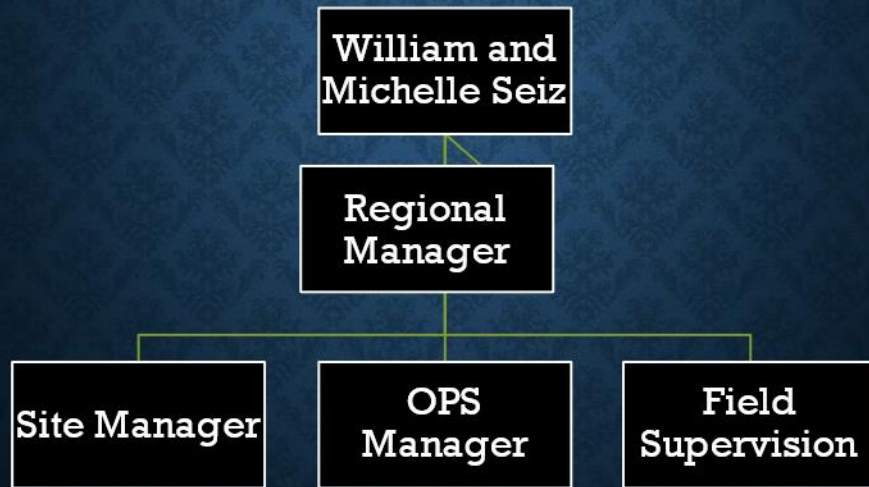 William and
Michelle Seiz
Regional
Manager
Site Manager
OPS
Manager
Field
Supervision